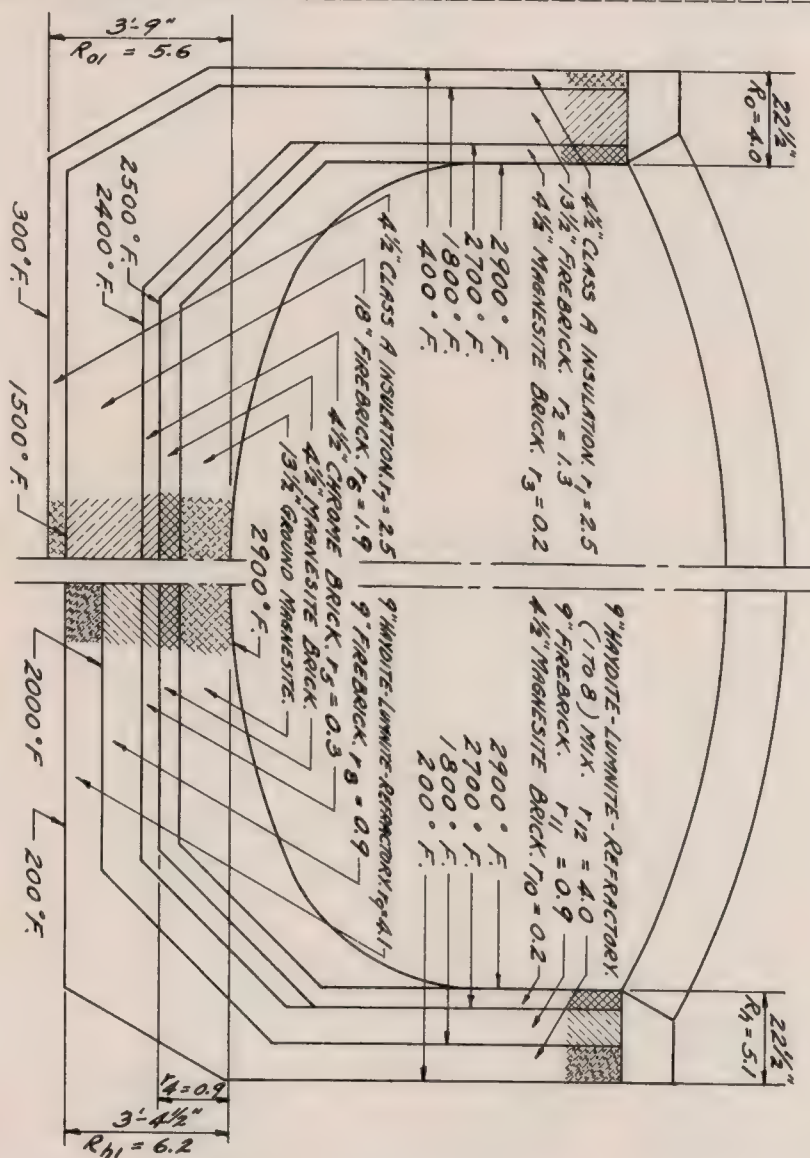 3'-9"
R₀₁ = 5.6
22½"
R₀ = 4.0
4½" CLASS A INSULATION. r₁ = 2.5
13½" FIREBRICK. r₂ = 1.3
4½" MAGNESITE BRICK. r₃ = 0.2
2900° F.
2700° F.
1800° F.
400° F.
4½" CLASS A INSULATION. r₇ = 2.5
18" FIREBRICK. r₆ = 1.9
4½" CHROME BRICK. r₅ = 0.3
4½" MAGNESITE BRICK.
13½" GROUND MAGNESITE.
2900° F.
2500° F.
2400° F.
300° F.
1500° F.
9" HAYDITE-LUMNITE-REFRACTORY.
(1 TO 8) MIX. r₁₂ = 4.0
9" FIREBRICK. r₁₁ = 0.9
4½" MAGNESITE BRICK. r₁₀ = 0.2
2900° F.
2700° F.
1800° F.
200° F.
9" HAYDITE-LUMNITE-REFRACTORY. r₉ = 4.1
9" FIREBRICK. r₈ = 0.9
2000° F
200° F.
22½"
Rₕ = 5.1
r₄ = 0.9
3'-4½"
Rₕ₁ = 6.2